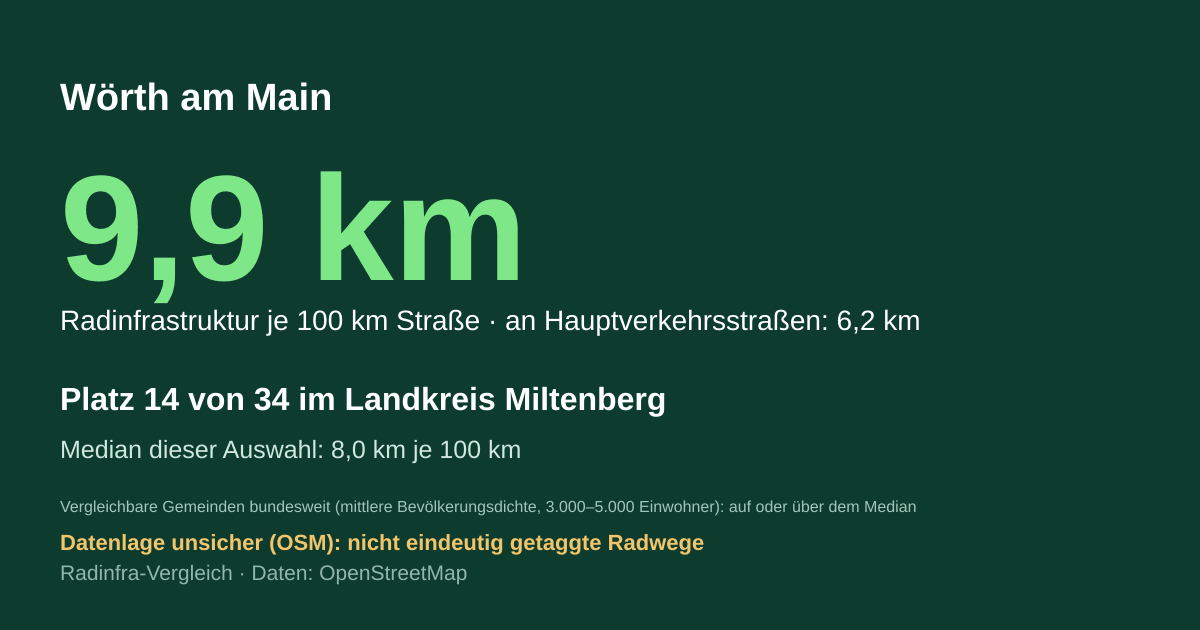 Wörth am Main
9,9 km
Radinfrastruktur je 100 km Straße · an Hauptverkehrsstraßen: 6,2 km
Platz 14 von 34 im Landkreis Miltenberg
Median dieser Auswahl: 8,0 km je 100 km
Vergleichbare Gemeinden bundesweit (mittlere Bevölkerungsdichte, 3.000–5.000 Einwohner): auf oder über dem Median
Datenlage unsicher (OSM): nicht eindeutig getaggte Radwege
Radinfra-Vergleich · Daten: OpenStreetMap